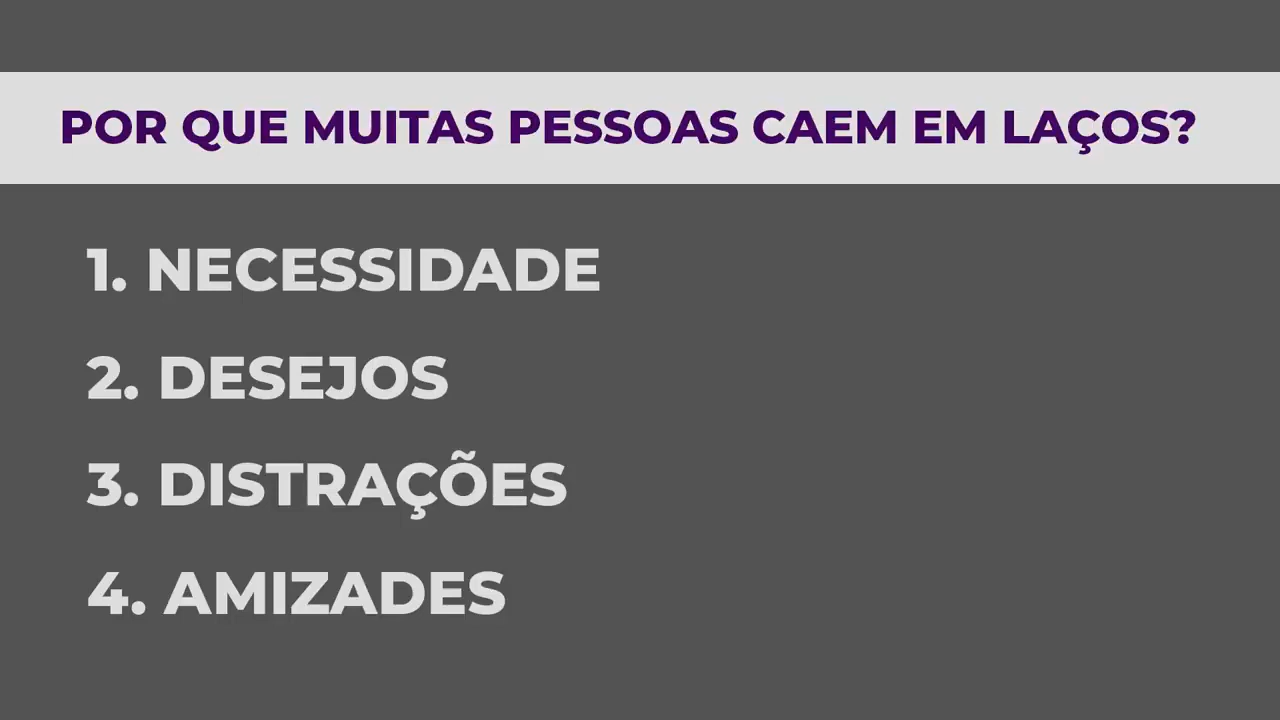 POR QUE MUITAS PESSOAS CAEM EM LAÇOS?
1. NECESSIDADE
2. DESEJOS
3. DISTRAÇÕES
4. AMIZADES